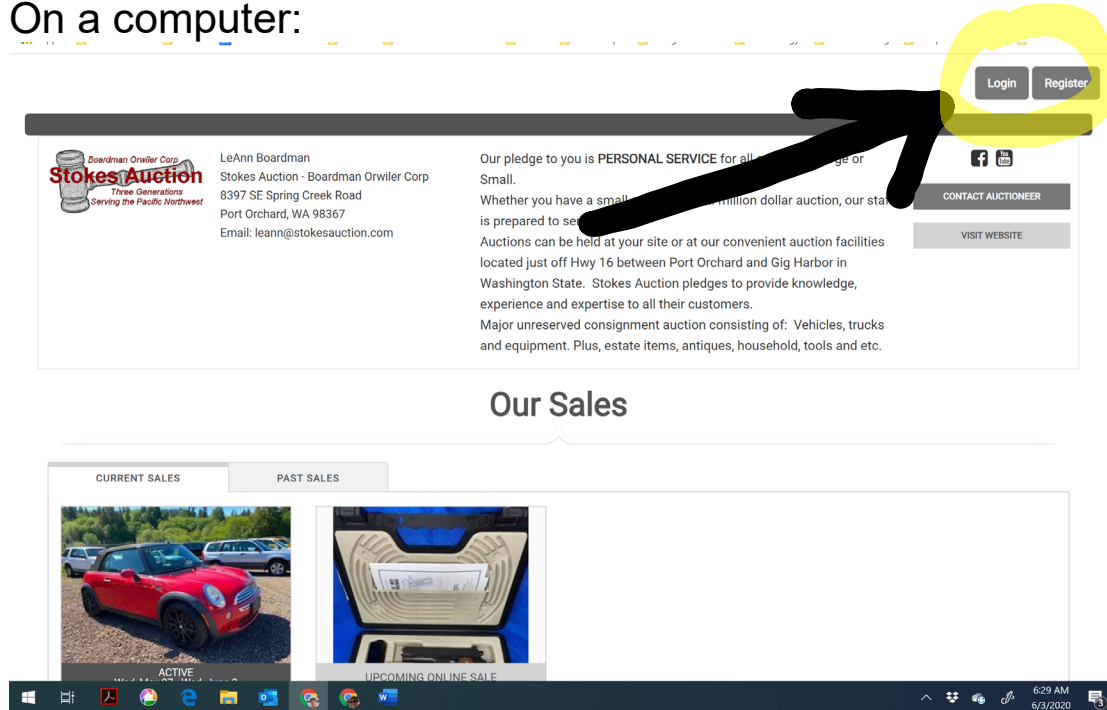 On a computer:
Login
Register
Boardman Orwiler Corp
Stokes Auction
Three Generations
Serving the Pacific Northwest
LeAnn Boardman
Stokes Auction - Boardman Orwiler Corp
8397 SE Spring Creek Road
Port Orchard, WA 98367
Email: leann@stokesauction.com
Our pledge to you is PERSONAL SERVICE for all or
Small.
Whether you have a small million dollar auction, our
is prepared to
Auctions can be held at your site or at our convenient auction facilities
located just off Hwy 16 between Port Orchard and Gig Harbor in
Washington State. Stokes Auction pledges to provide knowledge,
experience and expertise to all their customers.
Major unreserved consignment auction consisting of: Vehicles, trucks
and equipment. Plus, estate items, antiques, household, tools and etc.
You
Tube
CONTACT AUCTIONEER
VISIT WEBSITE
Our Sales
CURRENT SALES
PAST SALES
ACTIVE
UPCOMING ONLINE SALE
6:29 AM
6/3/2020
3